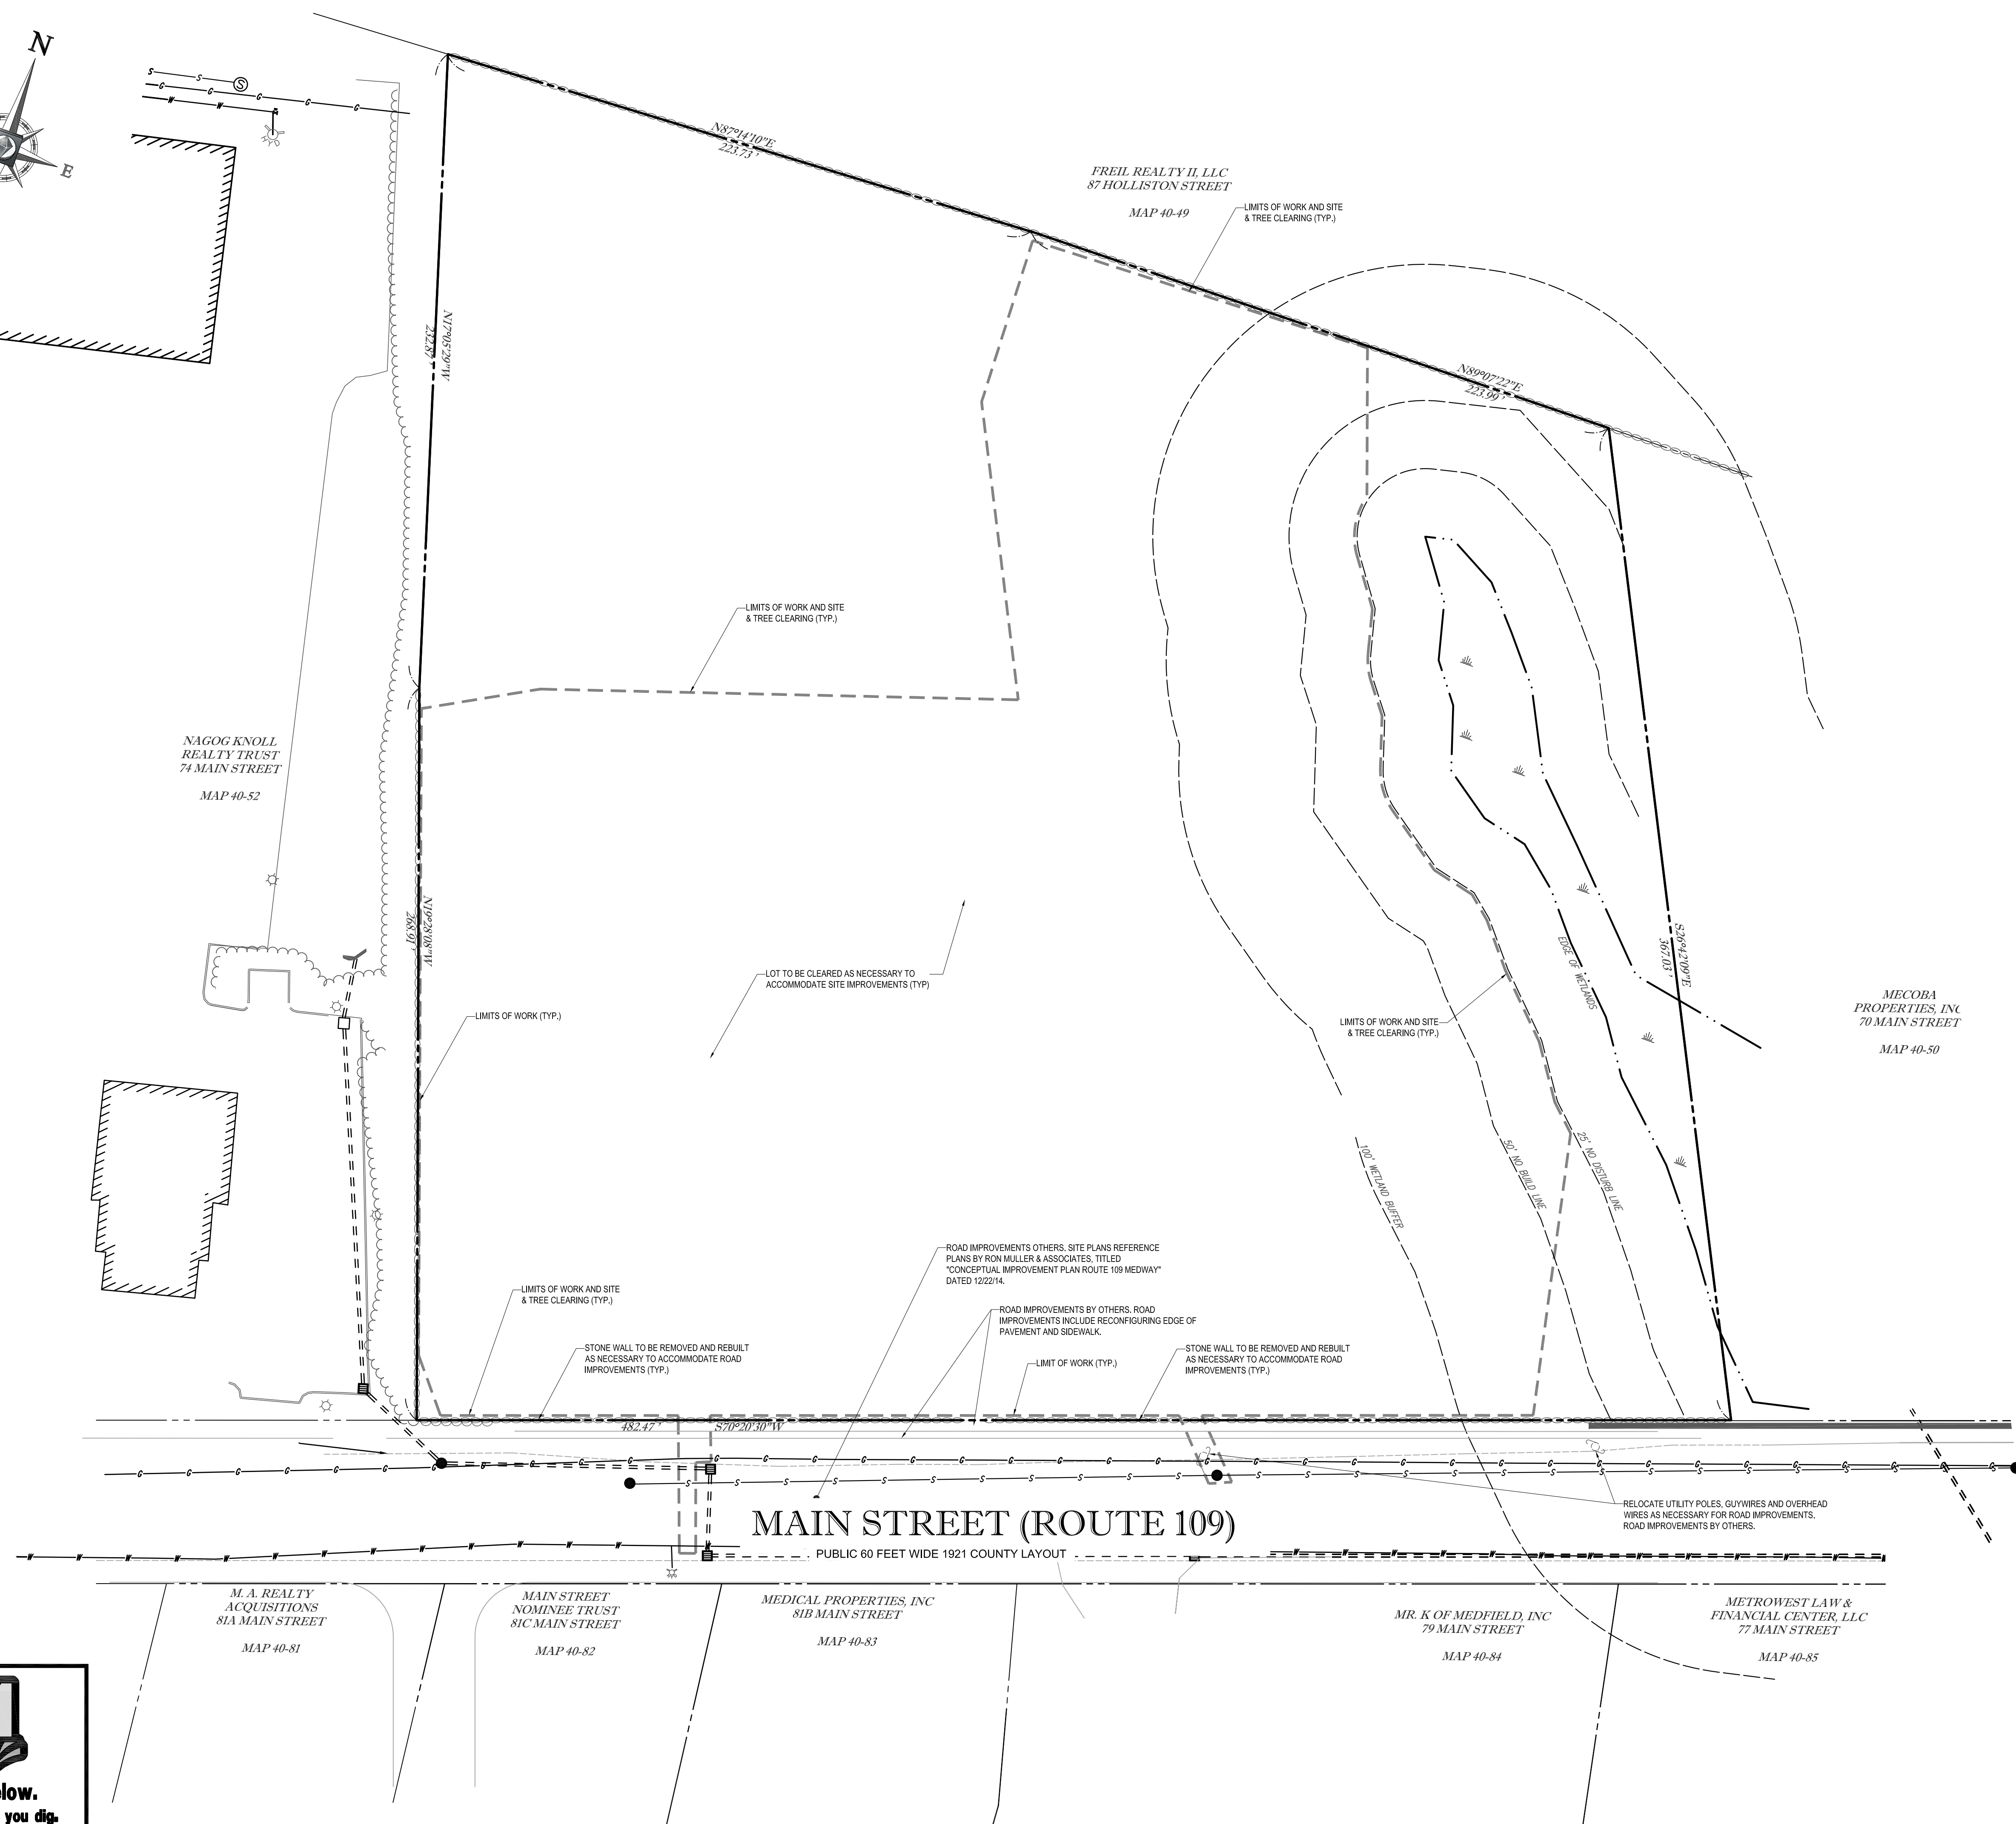 N
E
S
S
G
G
G
G
G
W
W
N87°14'10"E
223.73 '
FREIL REALTY II, LLC
87 HOLLISTON STREET
MAP 40-49
LIMITS OF WORK AND SITE
& TREE CLEARING (TYP.)
N17°05'29"W
232.87 '
N89°07'22"E
223.99 '
LIMITS OF WORK AND SITE
& TREE CLEARING (TYP.)
NAGOG KNOLL
REALTY TRUST
74 MAIN STREET
MAP 40-52
N19°28'08"W
268.91 '
LOT TO BE CLEARED AS NECESSARY TO
ACCOMMODATE SITE IMPROVEMENTS (TYP)
LIMITS OF WORK (TYP.)
EDGE OF WETLANDS
S26°42'09"E
367.03 '
LIMITS OF WORK AND SITE
& TREE CLEARING (TYP.)
MECOBA
PROPERTIES, INC
70 MAIN STREET
MAP 40-50
100' WETLAND BUFFER
50' NO BUILD LINE
25' NO DISTURB LINE
ROAD IMPROVEMENTS OTHERS. SITE PLANS REFERENCE
PLANS BY RON MULLER & ASSOCIATES, TITLED
"CONCEPTUAL IMPROVEMENT PLAN ROUTE 109 MEDWAY"
DATED 12/22/14.
LIMITS OF WORK AND SITE
& TREE CLEARING (TYP.)
ROAD IMPROVEMENTS BY OTHERS. ROAD
IMPROVEMENTS INCLUDE RECONFIGURING EDGE OF
PAVEMENT AND SIDEWALK.
STONE WALL TO BE REMOVED AND REBUILT
AS NECESSARY TO ACCOMMODATE ROAD
IMPROVEMENTS (TYP.)
LIMIT OF WORK (TYP.)
STONE WALL TO BE REMOVED AND REBUILT
AS NECESSARY TO ACCOMMODATE ROAD
IMPROVEMENTS (TYP.)
482.47 '
S70°20'30"W
RELOCATE UTILITY POLES, GUYWIRES AND OVERHEAD
WIRES AS NECESSARY FOR ROAD IMPROVEMENTS.
ROAD IMPROVEMENTS BY OTHERS.
MAIN STREET (ROUTE 109)
PUBLIC 60 FEET WIDE 1921 COUNTY LAYOUT
M. A. REALTY
ACQUISITIONS
81A MAIN STREET
MAP 40-81
MAIN STREET
NOMINEE TRUST
81C MAIN STREET
MAP 40-82
MEDICAL PROPERTIES, INC
81B MAIN STREET
MAP 40-83
MR. K OF MEDFIELD, INC
79 MAIN STREET
MAP 40-84
METROWEST LAW &
FINANCIAL CENTER, LLC
77 MAIN STREET
MAP 40-85
you dig.